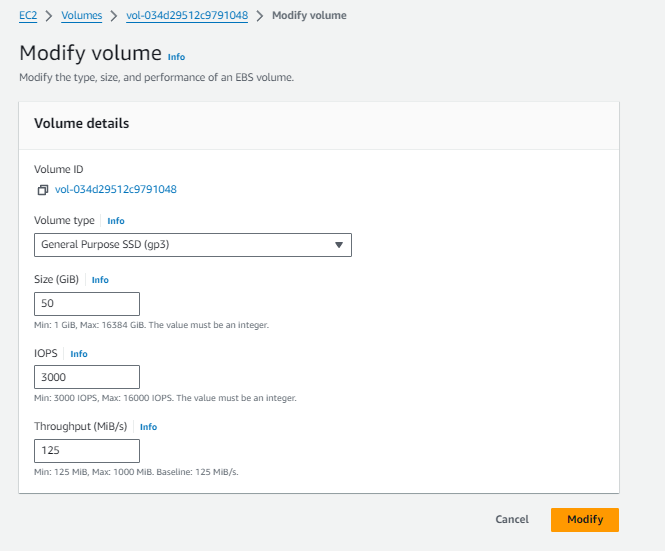 EC2 > Volumes > vol-034d29512c9791048 > Modify volume
Modify volume Info
Modify the type, size, and performance of an EBS volume.
Volume details
Volume ID
vol-034d29512c9791048
Volume type Info
General Purpose SSD (gp3)
Size (GiB) Info
50
Min: 1 GiB, Max: 16384 GiB. The value must be an integer.
IOPS Info
3000
Min: 3000 IOPS, Max: 16000 IOPS. The value must be an integer.
Throughput (MiB/s) Info
125
Min: 125 MiB, Max: 1000 MiB. Baseline: 125 MiB/s.
Cancel Modify